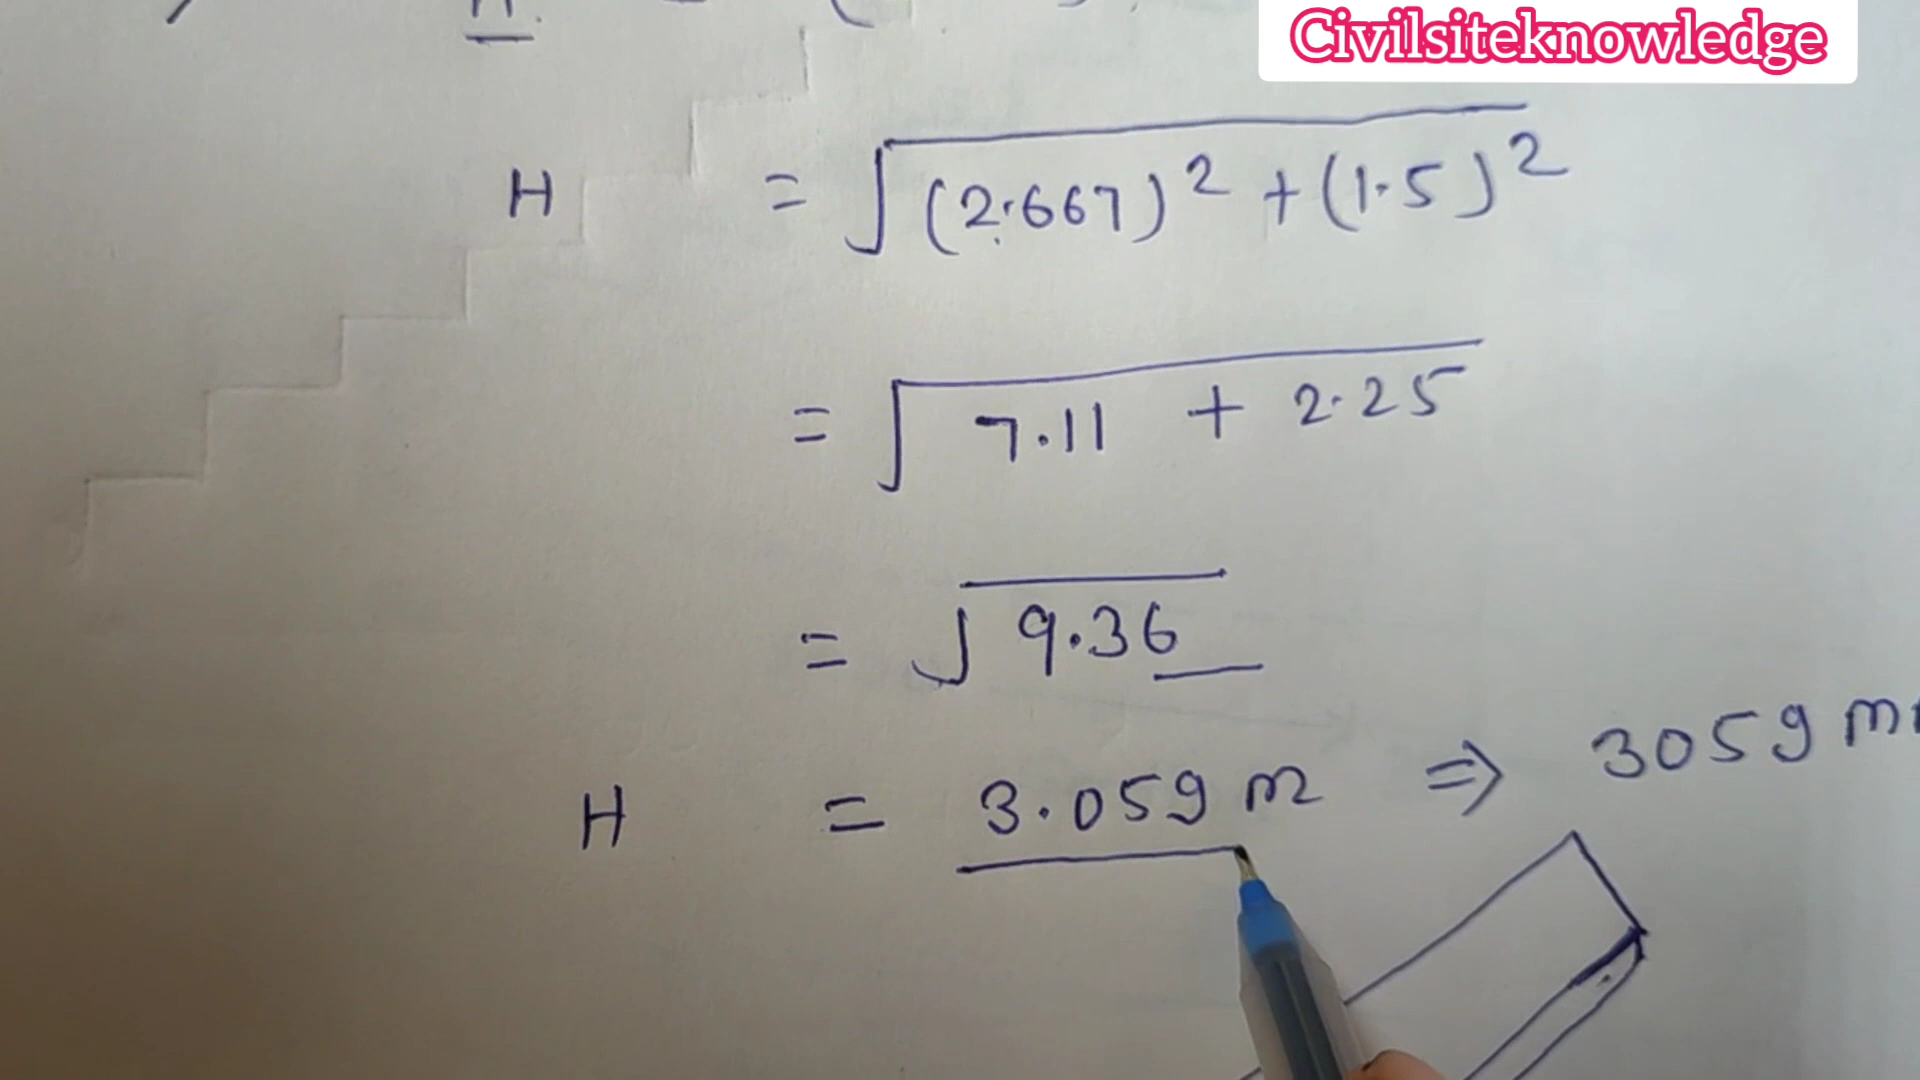 Civilsiteknowledge
H = √(2.667)² + (1.5)²
= √7.11 + 2.25
= √9.36
H = 3.059 m ⇒ 3059 m